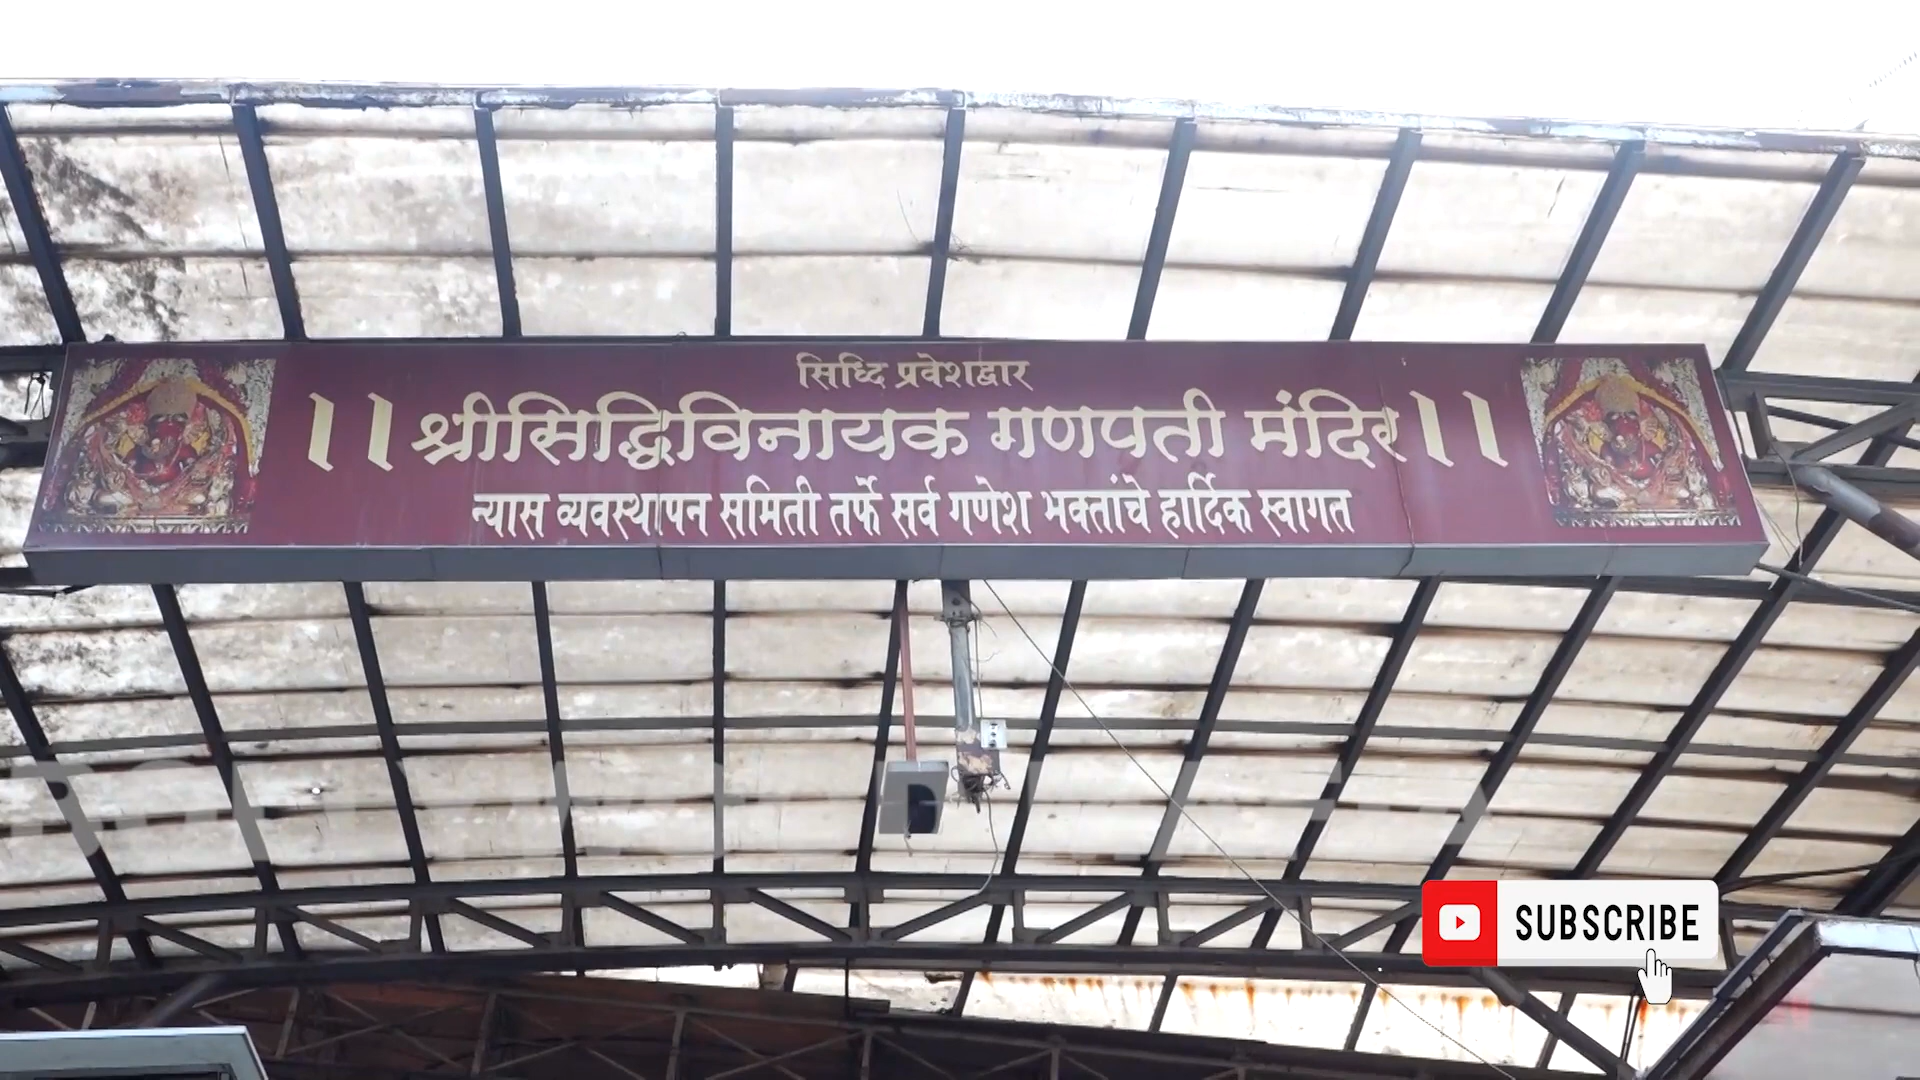 सिध्दि प्रवेशद्वार
।।श्रीसिद्धिविनायक गणपती मंदिर।।
न्यास व्यवस्थापन समिती तर्फे सर्व गणेश भक्तांचे हार्दिक स्वागत
SUBSCRIBE